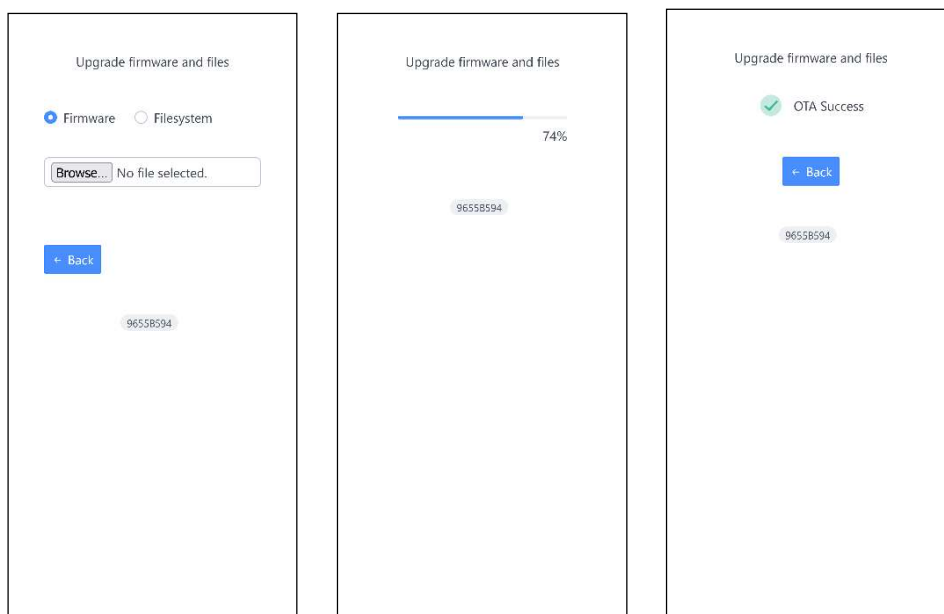 Upgrade firmware and files
Firmware Filesystem
Browse... No file selected.
← Back
9655B594
Upgrade firmware and files
74%
9655B594
Upgrade firmware and files
OTA Success
← Back
9655B594